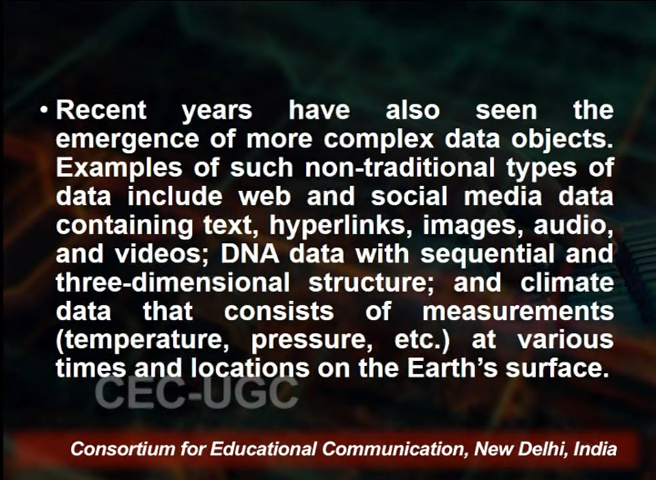 • Recent years have also seen the
emergence of more complex data objects.
Examples of such non-traditional types of
data include web and social media data
containing text, hyperlinks, images, audio,
and videos; DNA data with sequential and
three-dimensional structure; and climate
data that consists of measurements
(temperature, pressure, etc.) at various
times and locations on the Earth's surface.
CEC-UGC
Consortium for Educational Communication, New Delhi, India